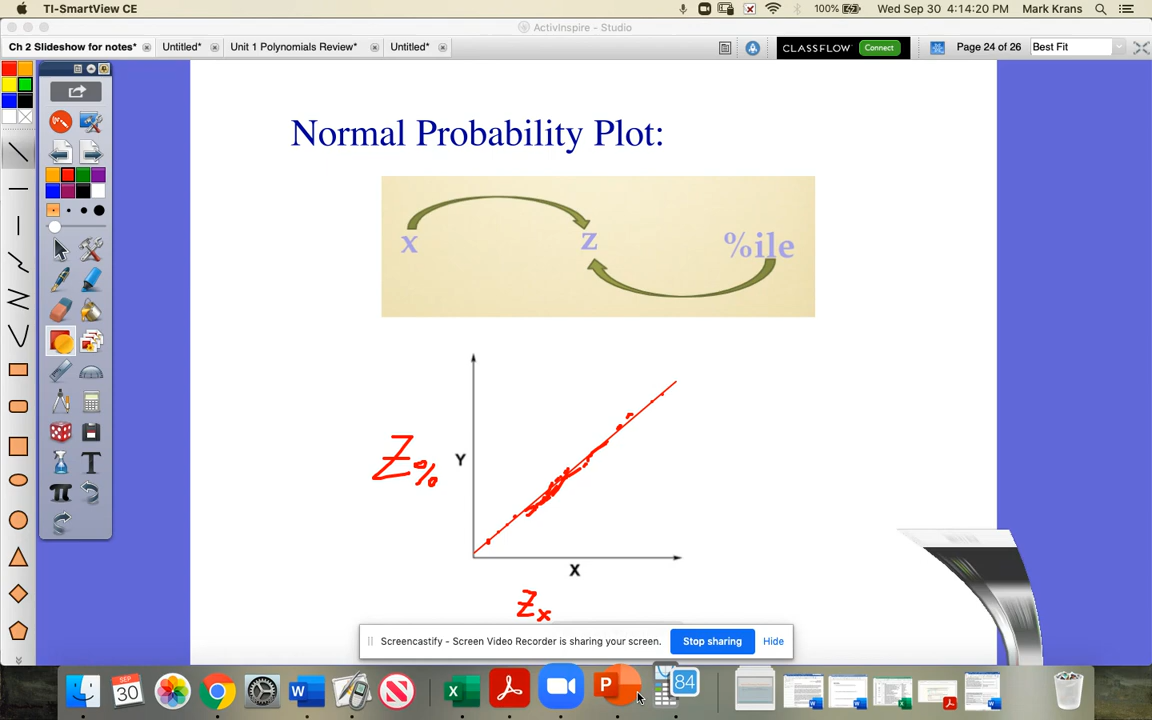 TI-SmartView CE
100%
Wed Sep 30 4:14:20 PM
Mark Krans
ActivInspire - Studio
Ch 2 Slideshow for notes*
Untitled*
Unit 1 Polynomials Review*
Untitled*
CLASSFLOW
Connect
Page 24 of 26
Best Fit
Normal Probability Plot:
x
z
%ile
Z%
Y
X
Zx
Screencastify - Screen Video Recorder is sharing your screen.
Stop sharing
Hide
SEP
30
W
N
X
P
84